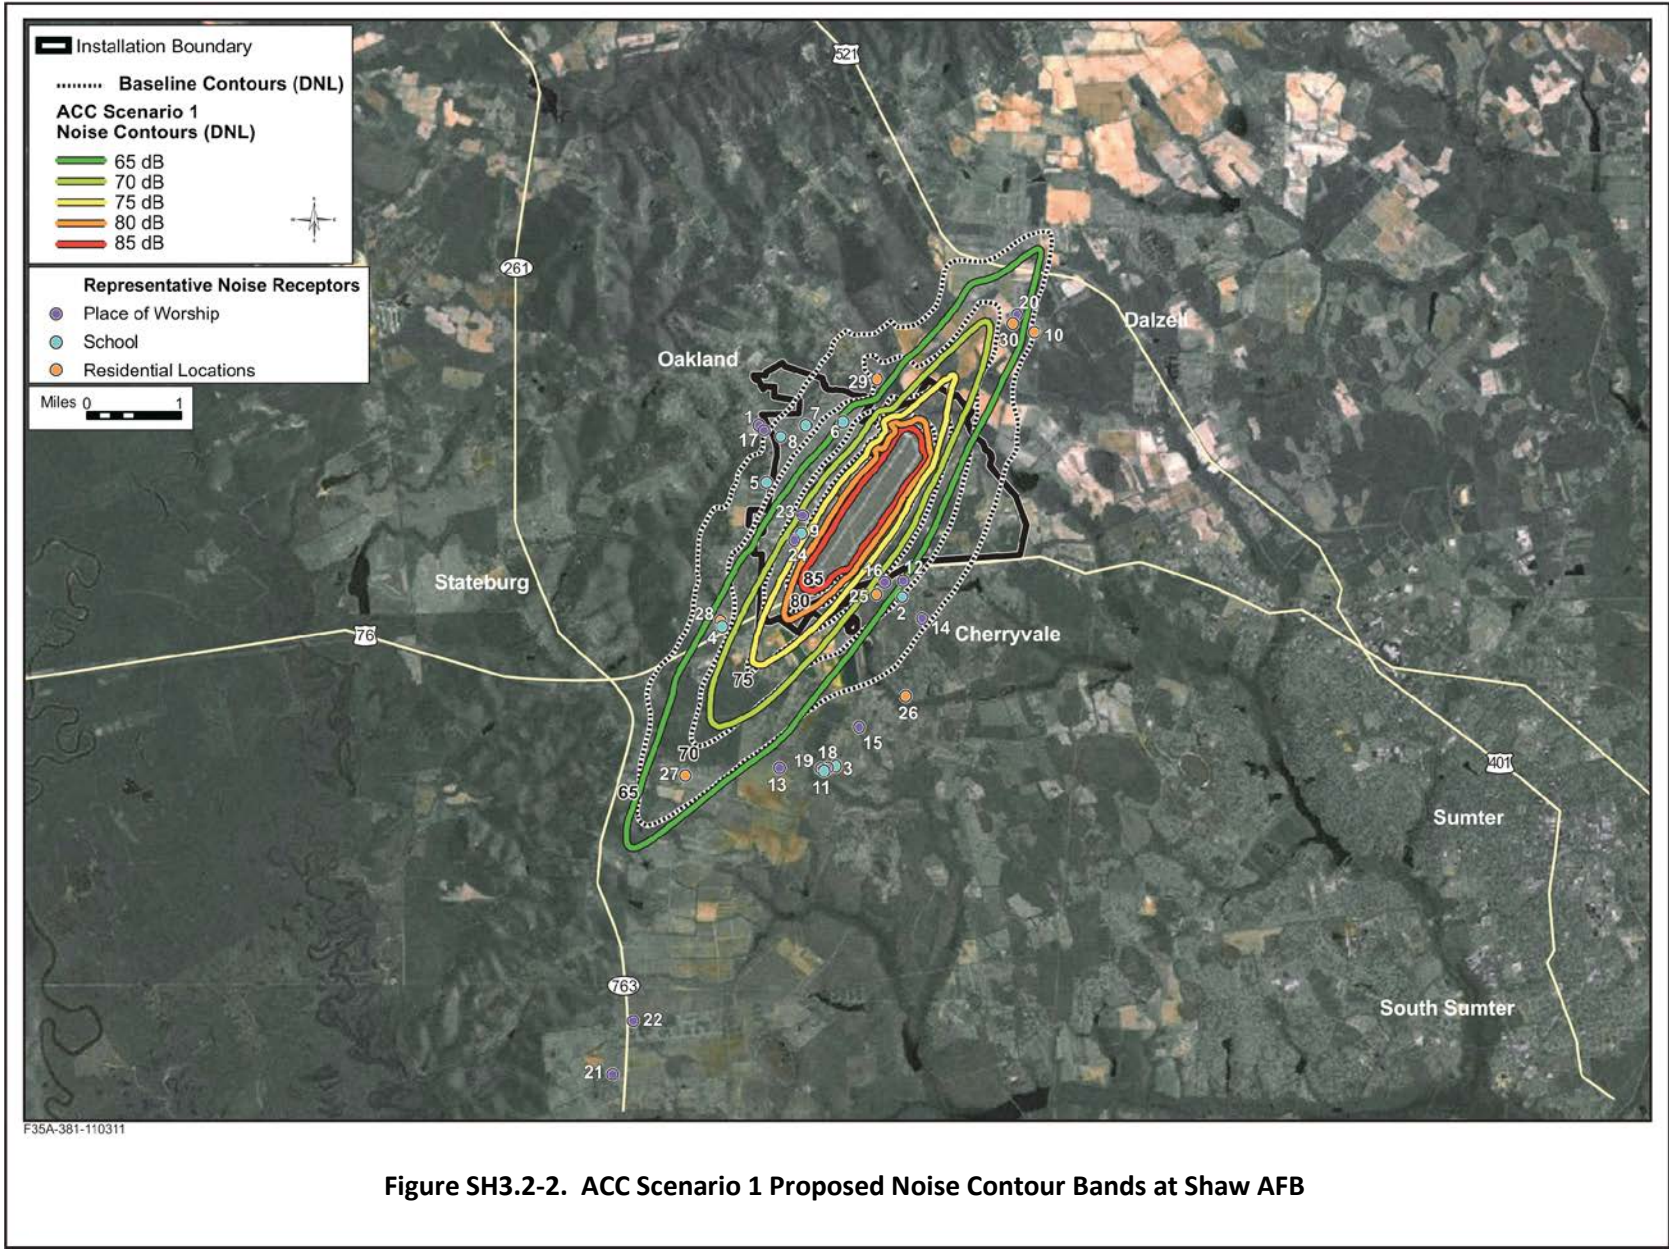 Installation Boundary
Baseline Contours (DNL)
ACC Scenario 1
Noise Contours (DNL)
65 dB
70 dB
75 dB
80 dB
85 dB
Representative Noise Receptors
Place of Worship
School
Residential Locations
Miles 0 1
521
261
20
Dalzell
30
10
Oakland
29
1
7
6
17
8
5
23
9
24
85
16
12
Stateburg
80
25
2
28
14
Cherryvale
4
76
75
26
15
70
18
19
3
27
13
11
401
65
Sumter
763
South Sumter
22
21
F35A-381-110311
Figure SH3.2-2. ACC Scenario 1 Proposed Noise Contour Bands at Shaw AFB